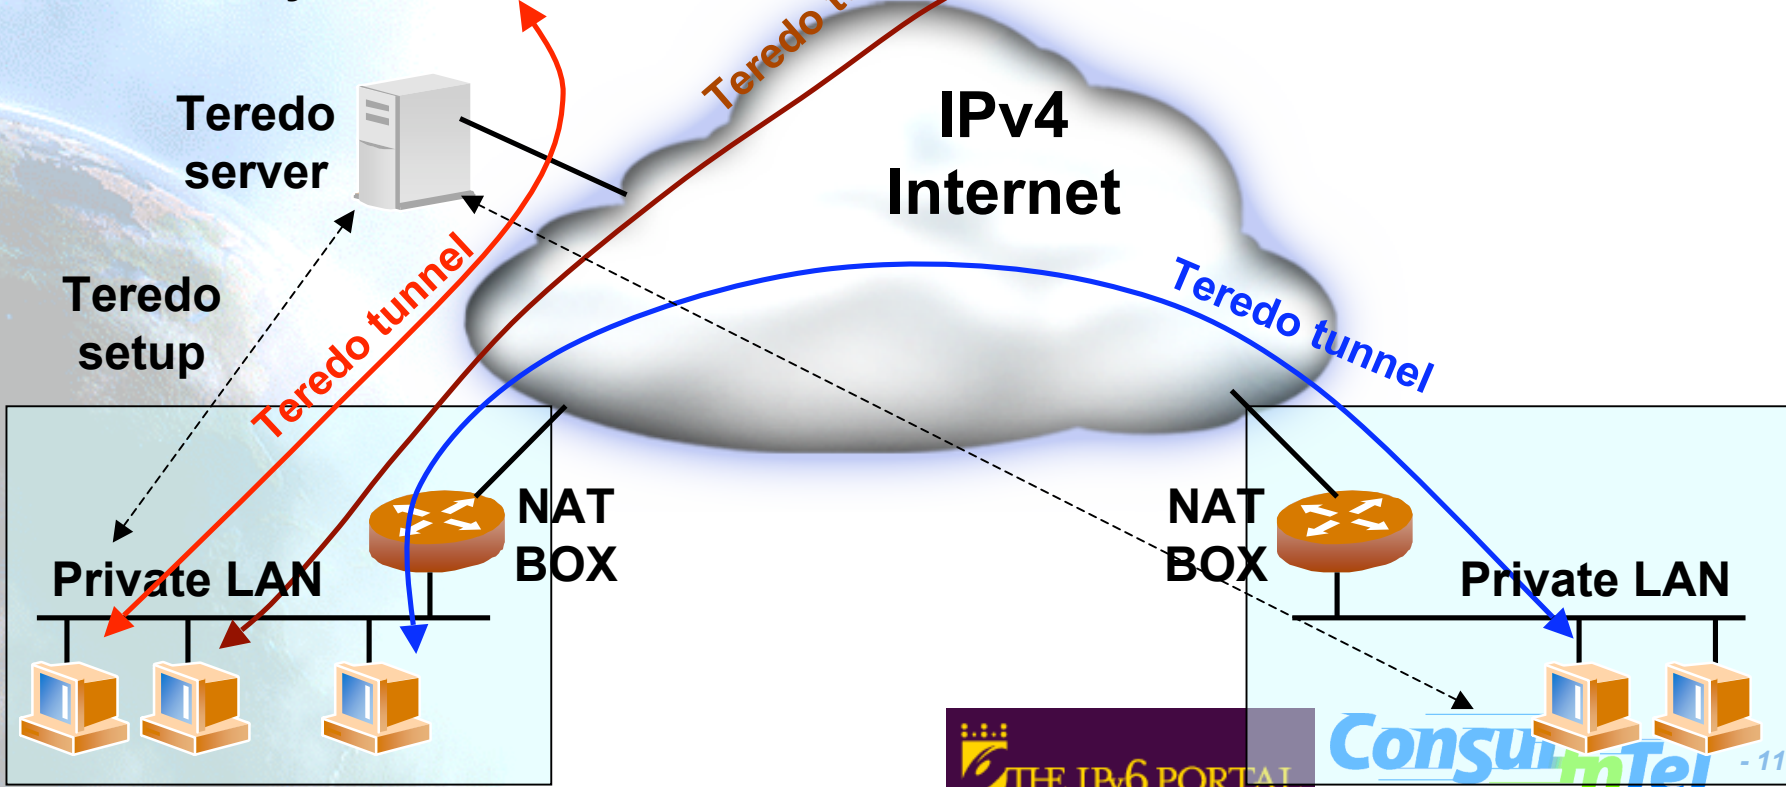 Teredo t
IPv4
Internet
Teredo
server
Teredo tunnel
Teredo tunnel
Teredo
setup
NAT
BOX
NAT
BOX
Private LAN
Private LAN
THE IPv6 PORTAL
- 11